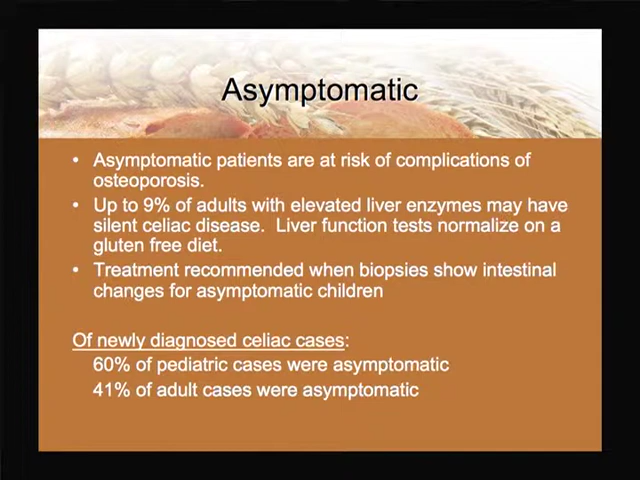 Asymptomatic
• Asymptomatic patients are at risk of complications of
osteoporosis.
• Up to 9% of adults with elevated liver enzymes may have
silent celiac disease.  Liver function tests normalize on a
gluten free diet.
• Treatment recommended when biopsies show intestinal
changes for asymptomatic children
Of newly diagnosed celiac cases:
60% of pediatric cases were asymptomatic
41% of adult cases were asymptomatic